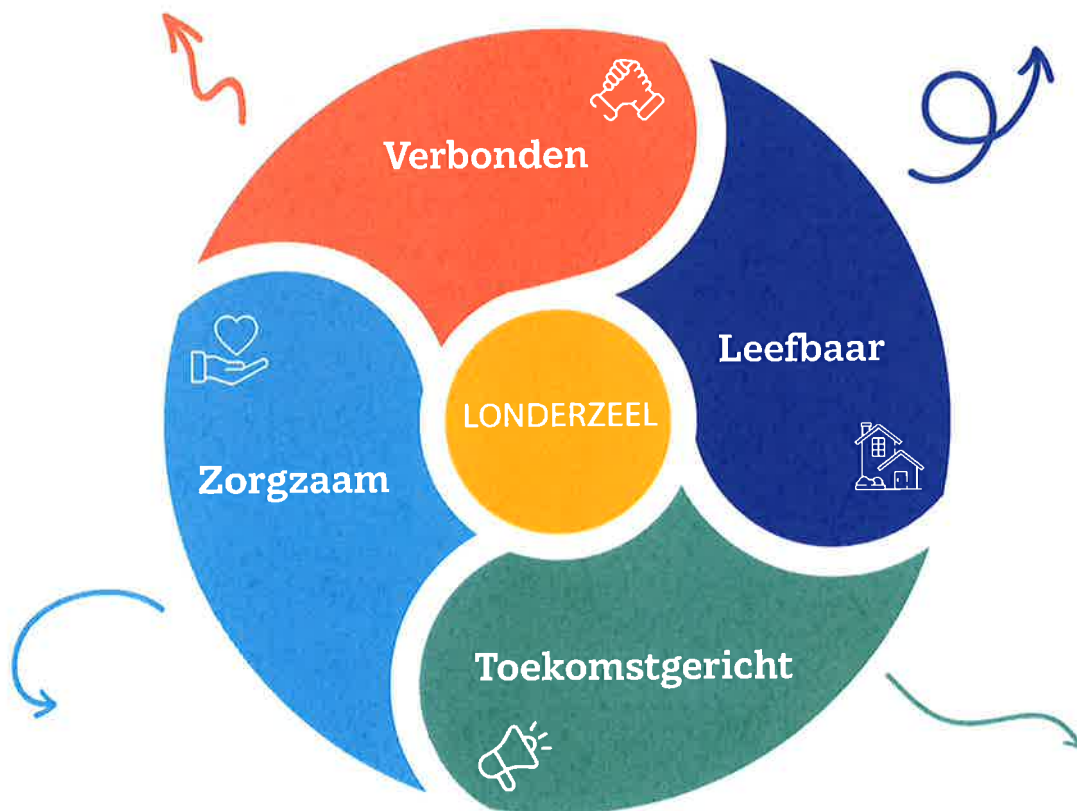 Verbonden
Leefbaar
LONDERZEEL
Zorgzaam
Toekomstgericht